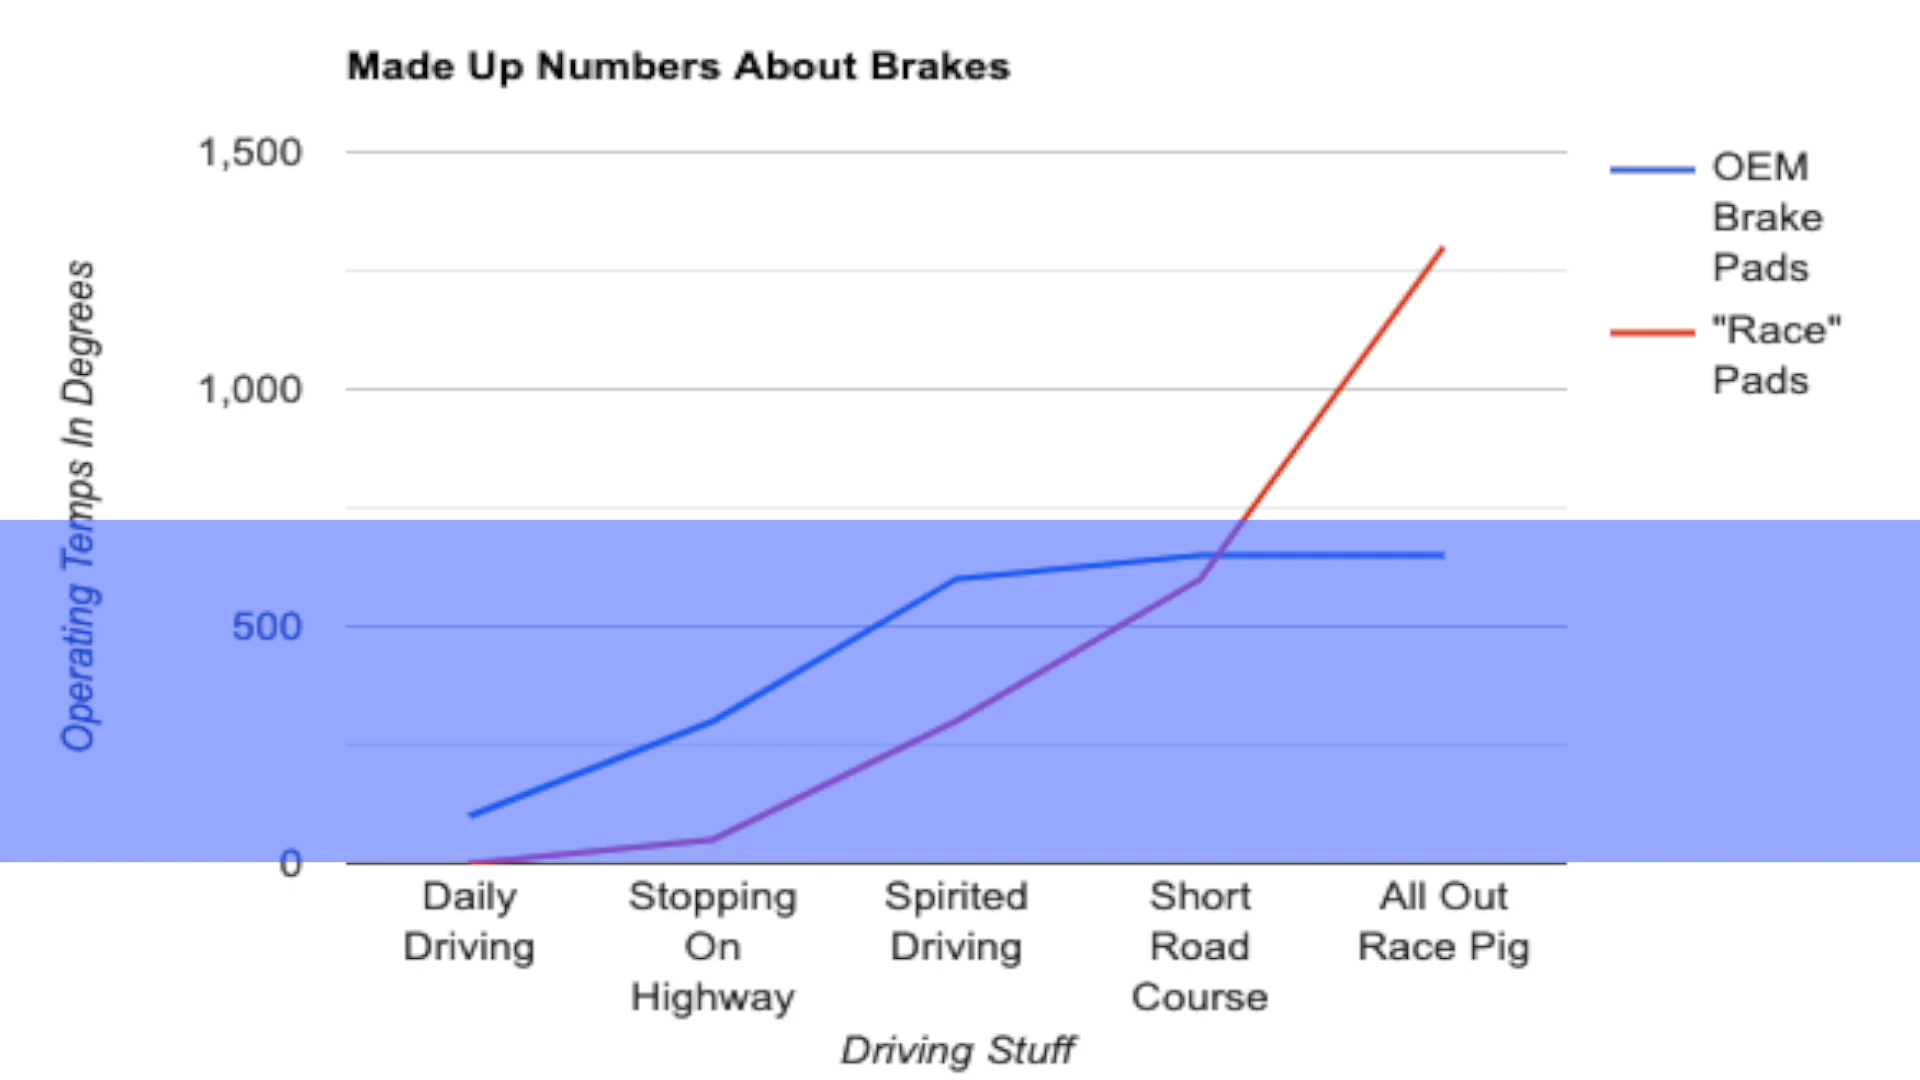 Made Up Numbers About Brakes
1,500
1,000
500
0
Operating Temps In Degrees
OEM
Brake
Pads
"Race"
Pads
Daily
Driving
Stopping
On
Highway
Spirited
Driving
Short
Road
Course
All Out
Race Pig
Driving Stuff